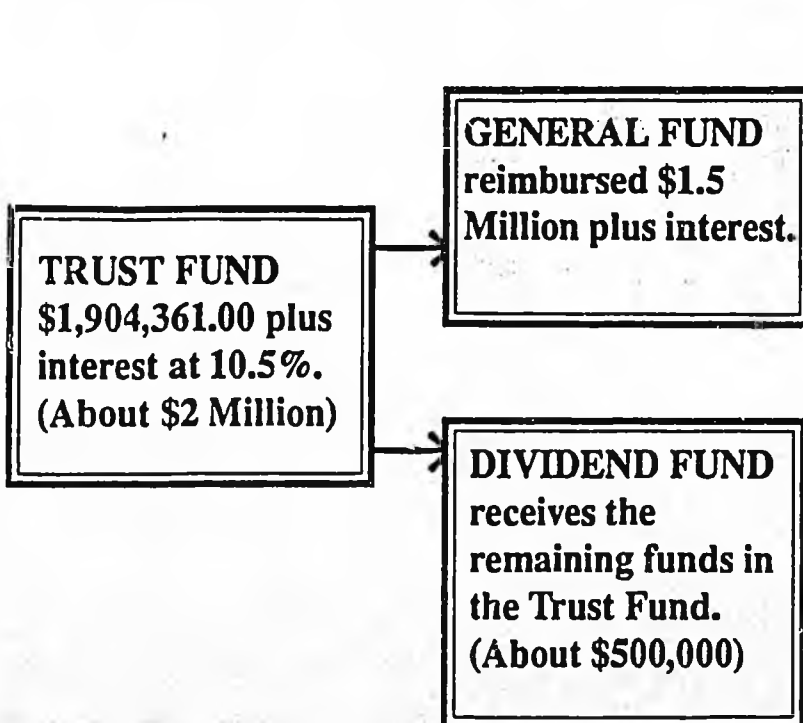 TRUST FUND
$1,904,361.00 plus
interest at 10.5%.
(About $2 Million)
GENERAL FUND
reimbursed $1.5
Million plus interest.
DIVIDEND FUND
receives the
remaining funds in
the Trust Fund.
(About $500,000)